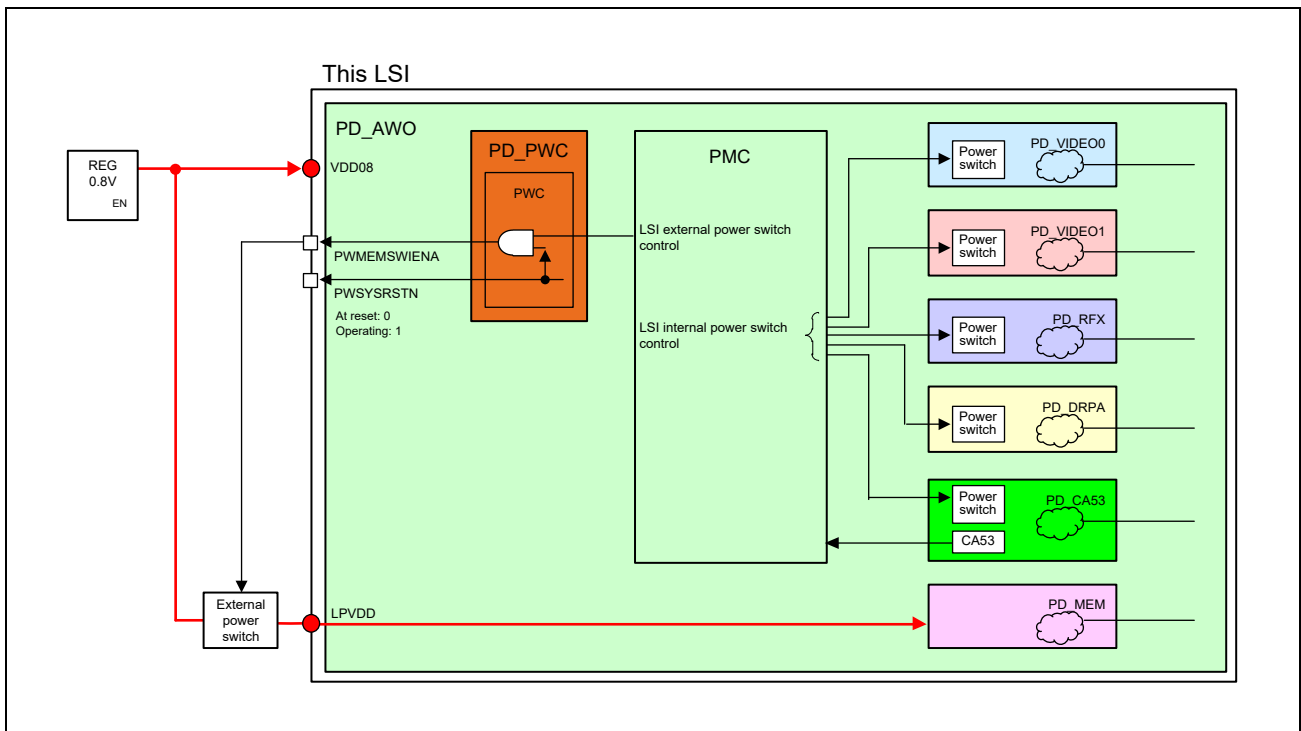 This LSI
REG
0.8V
EN
PD_AWO
VDD08
PWMEMSWIENA
PWSYSRSTN
At reset: 0
Operating: 1
PD_PWC
PWC
PMC
LSI external power switch
control
LSI internal power switch
control
Power
switch
PD_VIDEO0
Power
switch
PD_VIDEO1
Power
switch
PD_RFX
Power
switch
PD_DRPA
Power
switch
PD_CA53
CA53
External
power
switch
LPVDD
PD_MEM